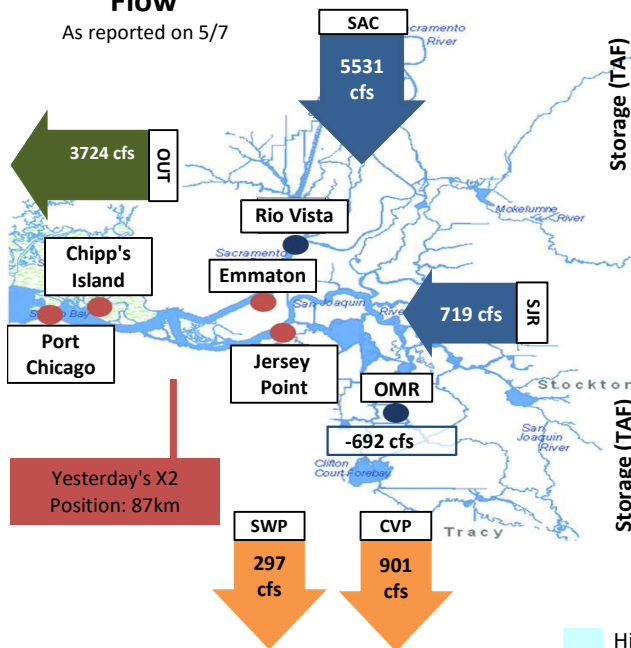 Flow
As reported on 5/7
SAC
Sacramento
River
5531
cfs
Storage (TAF)
3724 cfs
OUT
Rio Vista
Mokelumne
River
Chipp's
Island
Sacramento
Emmaton
San Joaquin
River
719 cfs
SJR
Port
Chicago
Jersey
Point
OMR
Stockton
-692 cfs
San
Joaquin
River
Clifton
Court Forebay
Storage (TAF)
Yesterday's X2
Position: 87km
SWP
CVP
Tracy
297
cfs
901
cfs
Hi